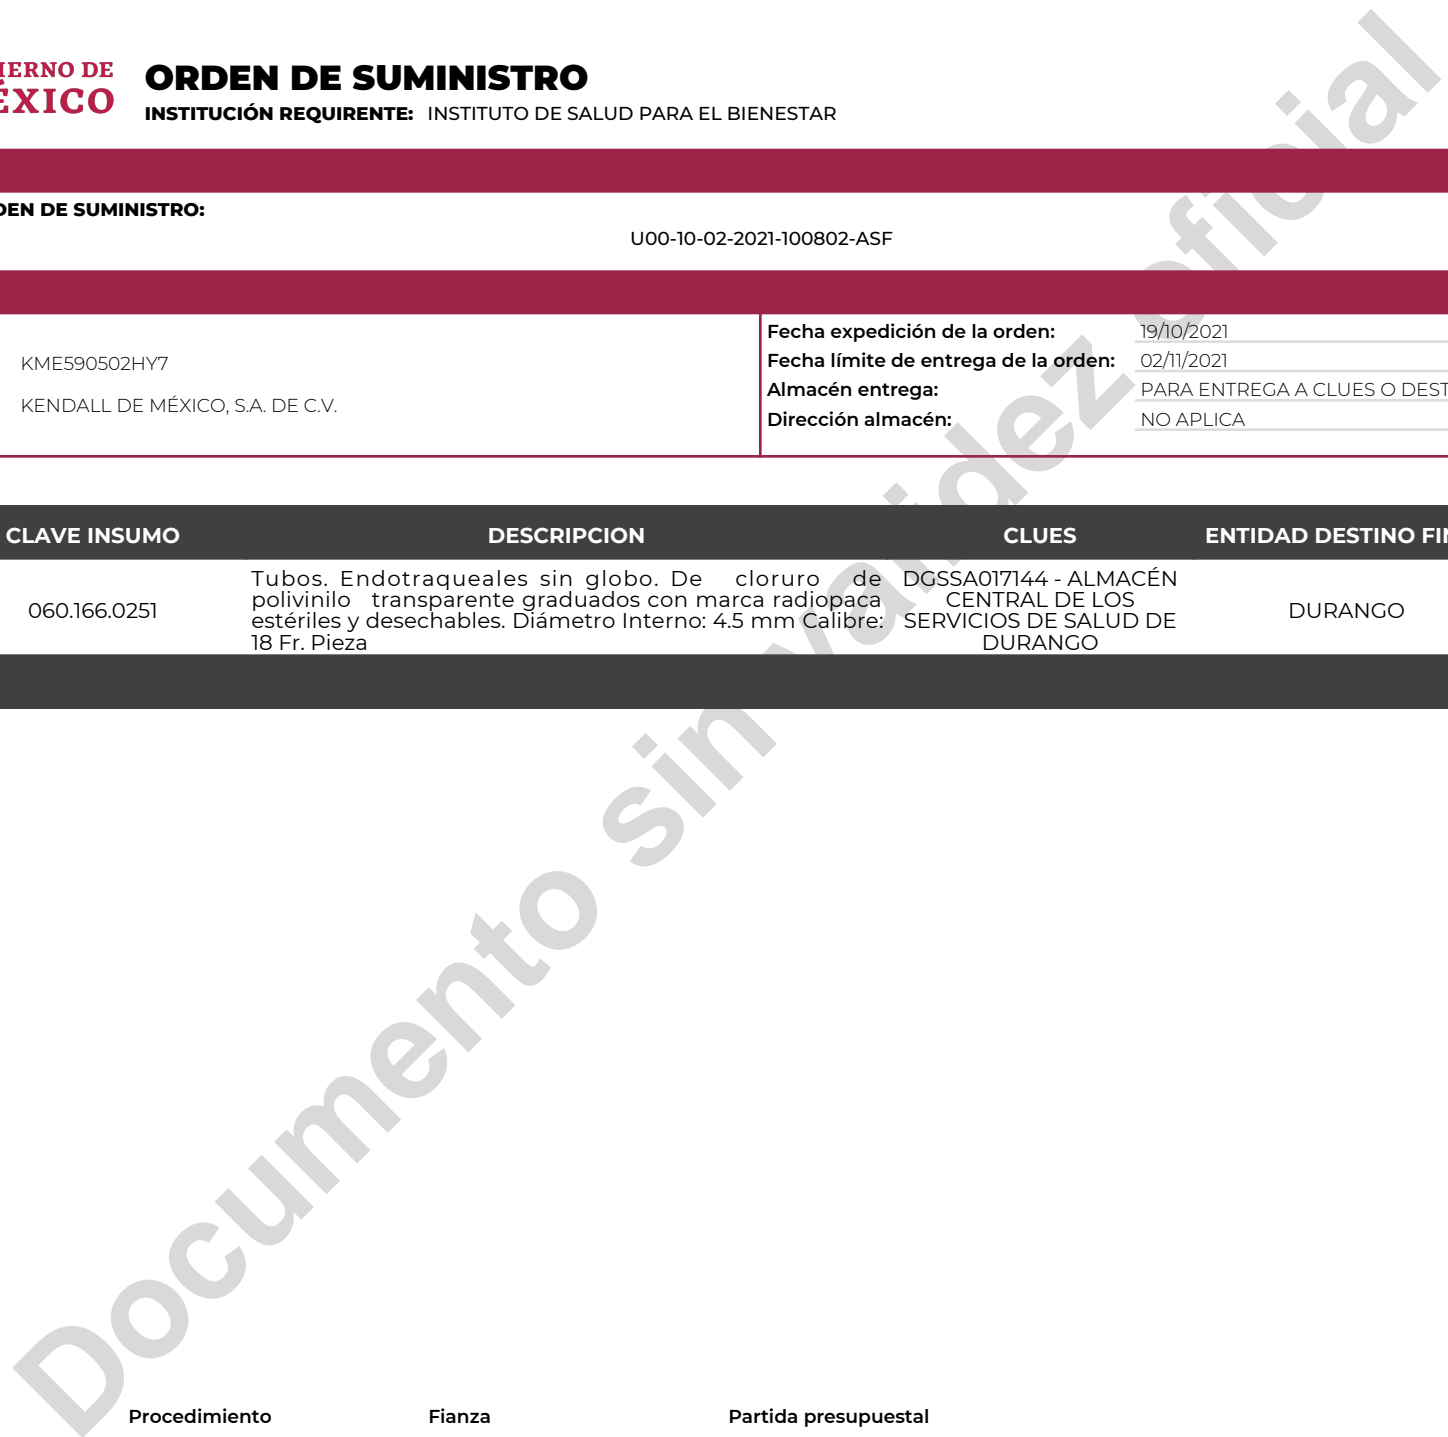 IERNO DE
ÉXICO
ORDEN DE SUMINISTRO
INSTITUCIÓN REQUIRENTE: INSTITUTO DE SALUD PARA EL BIENESTAR
DEN DE SUMINISTRO:
U00-10-02-2021-100802-ASF
KME590502HY7
KENDALL DE MÉXICO, S.A. DE C.V.
Fecha expedición de la orden: 19/10/2021
Fecha límite de entrega de la orden: 02/11/2021
Almacén entrega: PARA ENTREGA A CLUES O DEST
Dirección almacén: NO APLICA
CLAVE INSUMO DESCRIPCION CLUES ENTIDAD DESTINO FIN
060.166.0251
Tubos. Endotraqueales sin globo. De cloruro de
polivinilo transparente graduados con marca radiopaca
estériles y desechables. Diámetro Interno: 4.5 mm Calibre:
18 Fr. Pieza
DGSSA017144 - ALMACÉN
CENTRAL DE LOS
SERVICIOS DE SALUD DE
DURANGO
DURANGO
Documento sin validez oficial
Procedimiento Fianza Partida presupuestal